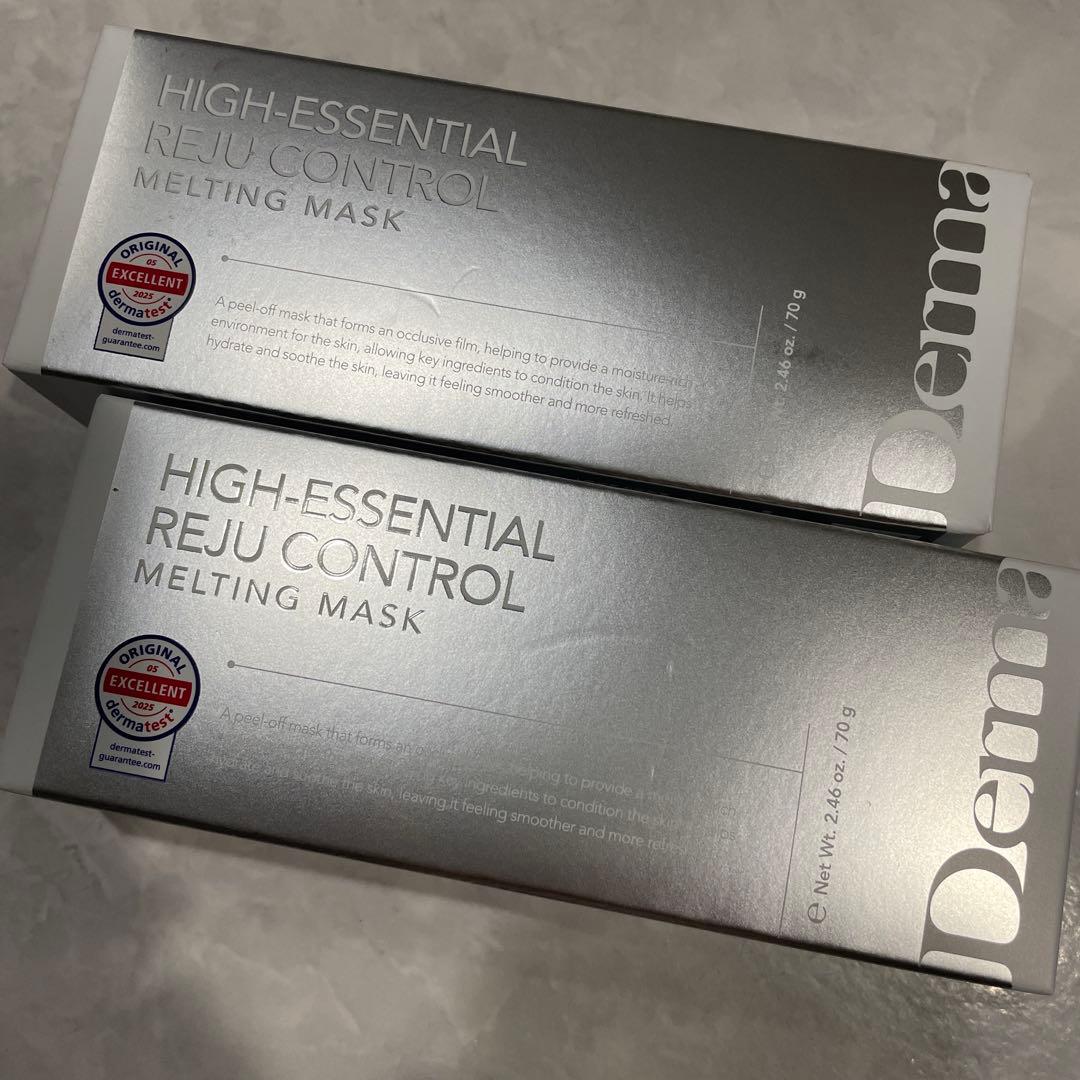 HIGH-ESSENTIAL
REJU CONTROL
MELTING MASK
ORIGINAL
05
EXCELLENT
2025
dermatest®
dermatest-
guarantee.com
A peel-off mask that forms an occlusive film, helping to provide a moisture-rich
environment for the skin, allowing key ingredients to condition the skin. It helps
hydrate and soothe the skin, leaving it feeling smoother and more refreshed.
2.46 oz. / 70 g
Derma
HIGH-ESSENTIAL
REJU CONTROL
MELTING MASK
ORIGINAL
05
EXCELLENT
2025
dermatest®
dermatest-
guarantee.com
A peel-off mask that forms an
to provide a
ingredients to condition the skin
the skin, leaving it feeling smoother and more
e Net Wt. 2.46 oz. / 70 g
Derma